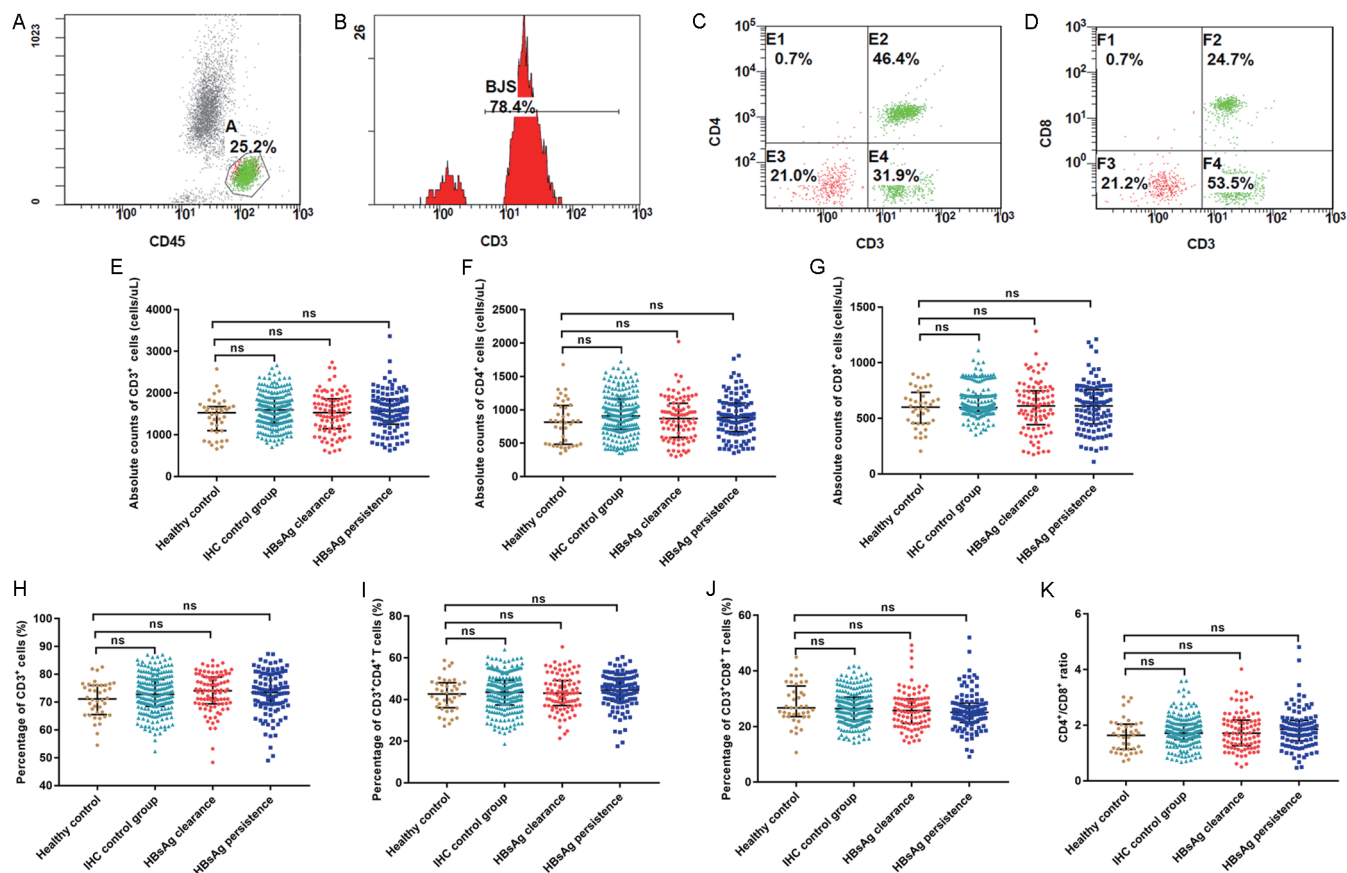 A
1023
0
A
25.2%
10⁰
10¹
10²
10³
CD45
B
26
BJS
78.4%
10⁰
10¹
10²
10³
CD3
C
10⁵
10⁴
10³
10²
10⁰
CD4
E1
0.7%
E2
46.4%
E3
21.0%
E4
31.9%
10⁰
10¹
10²
10³
CD3
D
10³
10²
10¹
10⁰
CD8
F1
0.7%
F2
24.7%
F3
21.2%
F4
53.5%
10⁰
10¹
10²
10³
CD3
E
Absolute counts of CD3⁺ cells (cells/uL)
4000
3000
2000
1000
0
ns
ns
ns
Healthy control
IHC control group
HBsAg clearance
HBsAg persistence
F
Absolute counts of CD4⁺ cells (cells/uL)
2500
2000
1500
1000
500
0
ns
ns
ns
Healthy control
IHC control group
HBsAg clearance
HBsAg persistence
G
Absolute counts of CD8⁺ cells (cells/uL)
1500
1000
500
0
ns
ns
ns
Healthy control
IHC control group
HBsAg clearance
HBsAg persistence
H
Percentage of CD3⁺ cells (%)
100
90
80
70
60
50
40
ns
ns
ns
Healthy control
IHC control group
HBsAg clearance
HBsAg persistence
I
Percentage of CD3⁺CD4⁺ T cells (%)
80
60
40
20
0
ns
ns
ns
Healthy control
IHC control group
HBsAg clearance
HBsAg persistence
J
Percentage of CD3⁺CD8⁺ T cells (%)
60
40
20
0
ns
ns
ns
Healthy control
IHC control group
HBsAg clearance
HBsAg persistence
K
CD4⁺/CD8⁺ ratio
6
4
2
0
ns
ns
ns
Healthy control
IHC control group
HBsAg clearance
HBsAg persistence